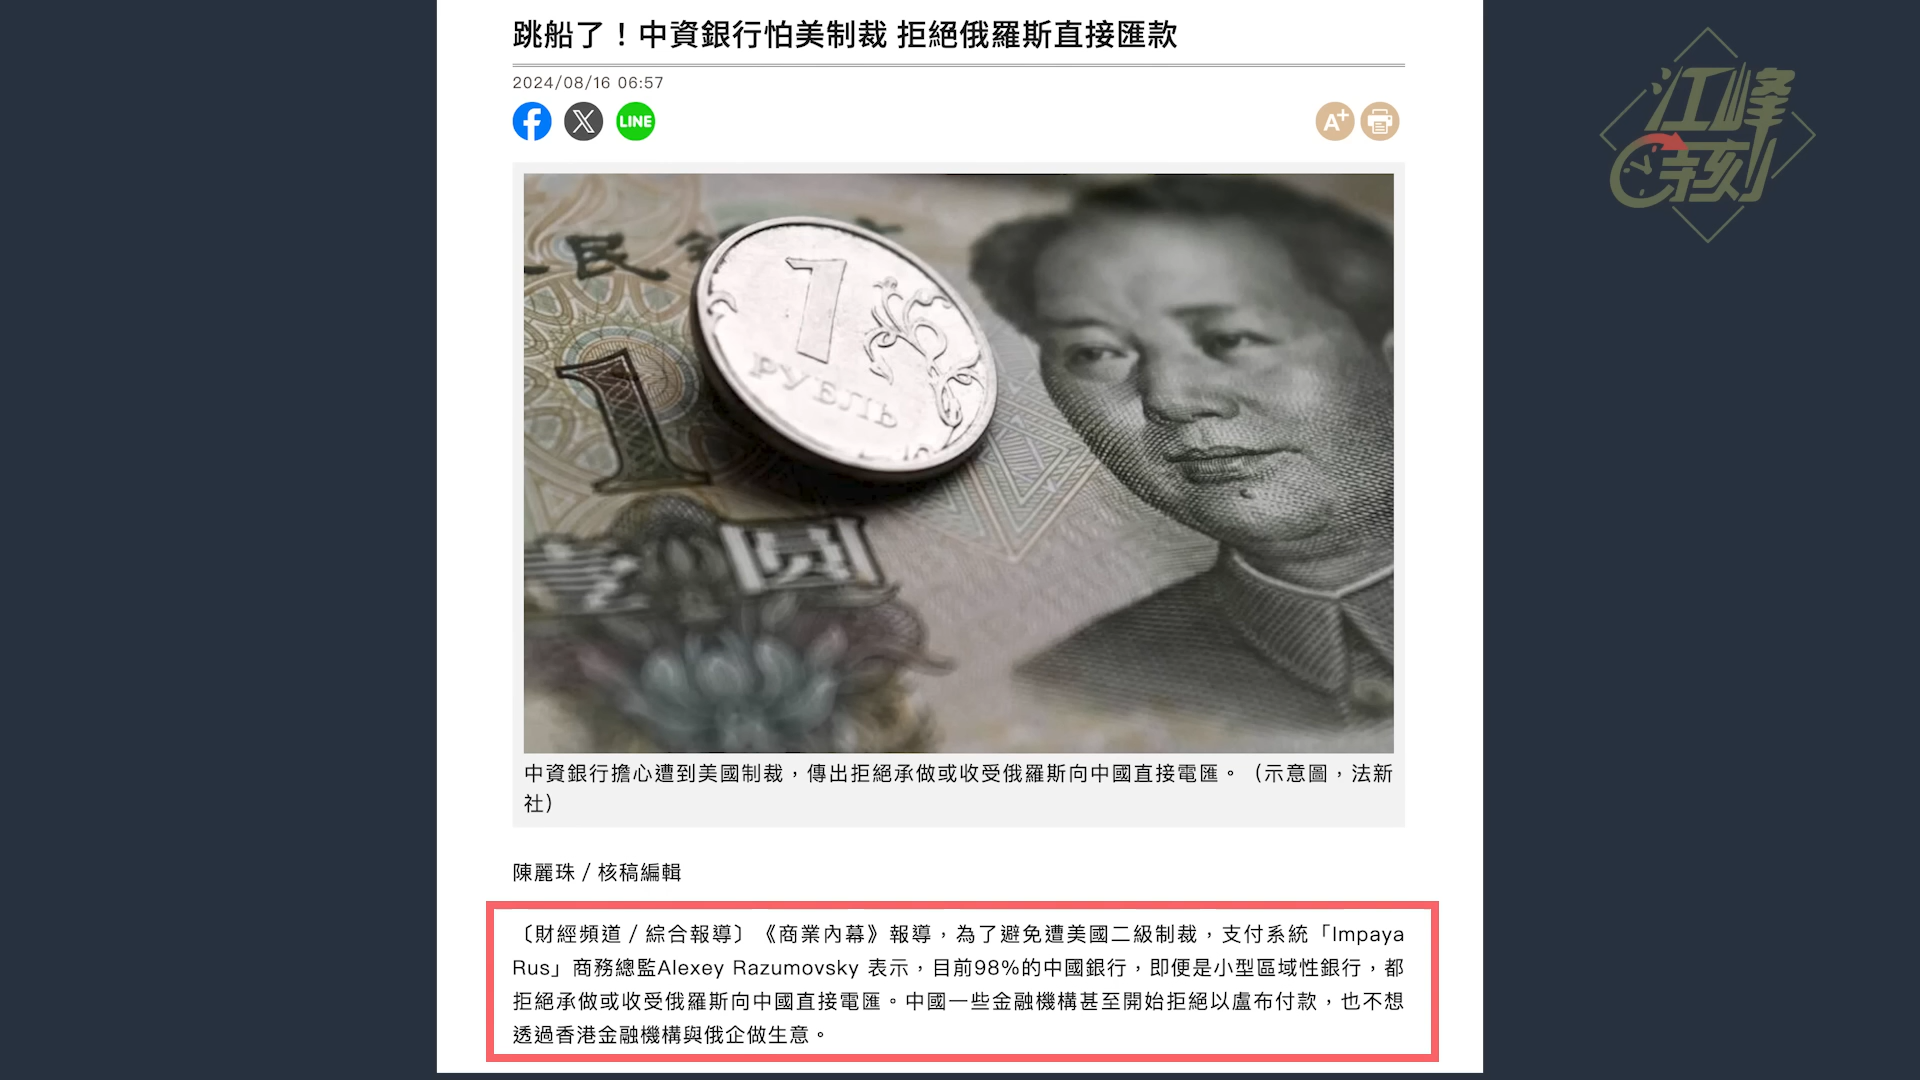 跳船了！中資銀行怕美制裁 拒絕俄羅斯直接匯款
江峰
時刻
2024/08/16 06:57
LINE
A+
民
1
РУБЛЬ
1
壹圓
中資銀行擔心遭到美國制裁，傳出拒絕承做或收受俄羅斯向中國直接電匯。（示意圖，法新
社）
陳麗珠 / 核稿編輯
〔財經頻道／綜合報導〕《商業內幕》報導，為了避免遭美國二級制裁，支付系統「Impaya
Rus」商務總監Alexey Razumovsky 表示，目前98%的中國銀行，即便是小型區域性銀行，都
拒絕承做或收受俄羅斯向中國直接電匯。中國一些金融機構甚至開始拒絕以盧布付款，也不想
透過香港金融機構與俄企做生意。